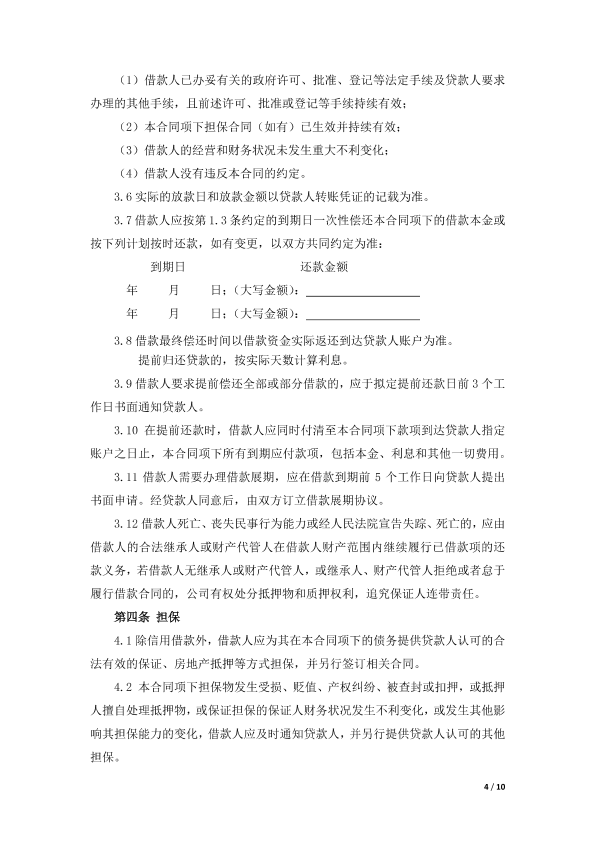 （1）借款人已办妥有关的政府许可、批准、登记等法定手续及贷款人要求
办理的其他手续，且前述许可、批准或登记等手续持续有效；
（2）本合同项下担保合同（如有）已生效并持续有效；
（3）借款人的经营和财务状况未发生重大不利变化；
（4）借款人没有违反本合同的约定。
3.6 实际的放款日和放款金额以贷款人转账凭证的记载为准。
3.7 借款人应按第 1.3 条约定的到期日一次性偿还本合同项下的借款本金或
按下列计划按时还款，如有变更，以双方共同约定为准：
到期日 还款金额
年 月 日；（大写金额）：
年 月 日；（大写金额）：
3.8 借款最终偿还时间以借款资金实际返还到达贷款人账户为准。
提前归还贷款的，按实际天数计算利息。
3.9 借款人要求提前偿还全部或部分借款的，应于拟定提前还款日前 3 个工
作日书面通知贷款人。
3.10 在提前还款时，借款人应同时付清至本合同项下款项到达贷款人指定
账户之日止，本合同项下所有到期应付款项，包括本金、利息和其他一切费用。
3.11 借款人需要办理借款展期，应在借款到期前 5 个工作日向贷款人提出
书面申请。经贷款人同意后，由双方订立借款展期协议。
3.12 借款人死亡、丧失民事行为能力或经人民法院宣告失踪、死亡的，应由
借款人的合法继承人或财产代管人在借款人财产范围内继续履行已借款项的还
款义务，若借款人无继承人或财产代管人，或继承人、财产代管人拒绝或者怠于
履行借款合同的，公司有权处分抵押物和质押权利，追究保证人连带责任。
第四条 担保
4.1 除信用借款外，借款人应为其在本合同项下的债务提供贷款人认可的合
法有效的保证、房地产抵押等方式担保，并另行签订相关合同。
4.2 本合同项下担保物发生受损、贬值、产权纠纷、被查封或扣押，或抵押
人擅自处理抵押物，或保证担保的保证人财务状况发生不利变化，或发生其他影
响其担保能力的变化，借款人应及时通知贷款人，并另行提供贷款人认可的其他
担保。
4 / 10